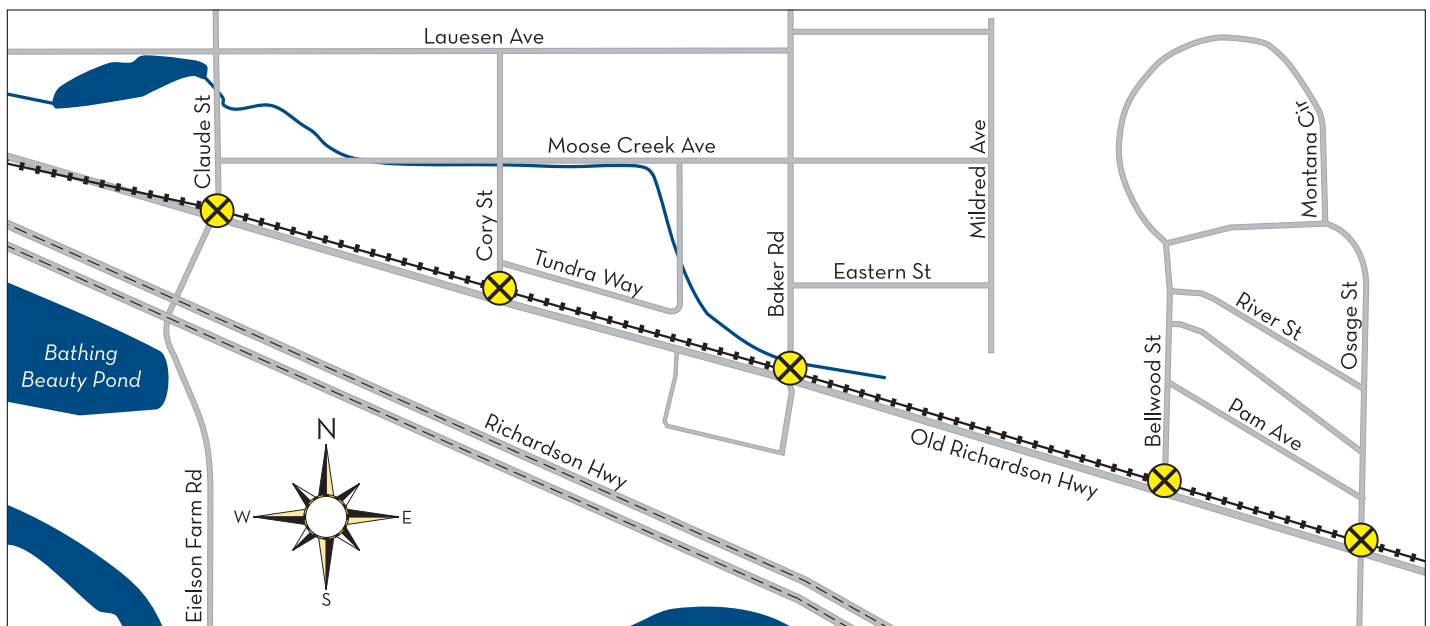 Lauesen Ave
Claude St
Moose Creek Ave
Mildred Ave
Montana Cir
Cory St
Tundra Way
Baker Rd
Eastern St
River St
Osage St
Bathing
Beauty Pond
Bellwood St
Pam Ave
Richardson Hwy
Old Richardson Hwy
Eielson Farm Rd
N
W
E
S